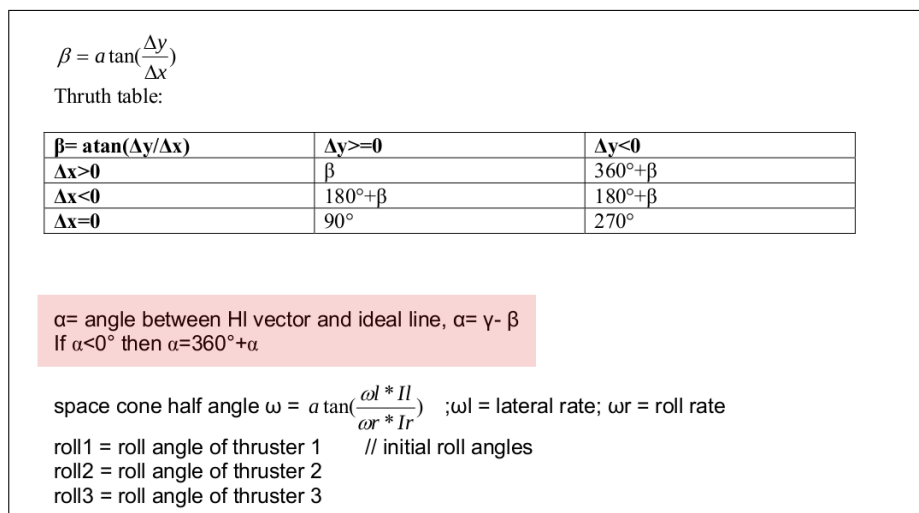 β = a tan(Δy/Δx)
Thruth table:
β= atan(Δy/Δx) Δy>=0 Δy<0
Δx>0 β 360°+β
Δx<0 180°+β 180°+β
Δx=0 90° 270°
α= angle between HI vector and ideal line, α= γ- β
If α<0° then α=360°+α
space cone half angle ω = a tan(ωl * Il / ωr * Ir) ;ωl = lateral rate; ωr = roll rate
roll1 = roll angle of thruster 1 // initial roll angles
roll2 = roll angle of thruster 2
roll3 = roll angle of thruster 3